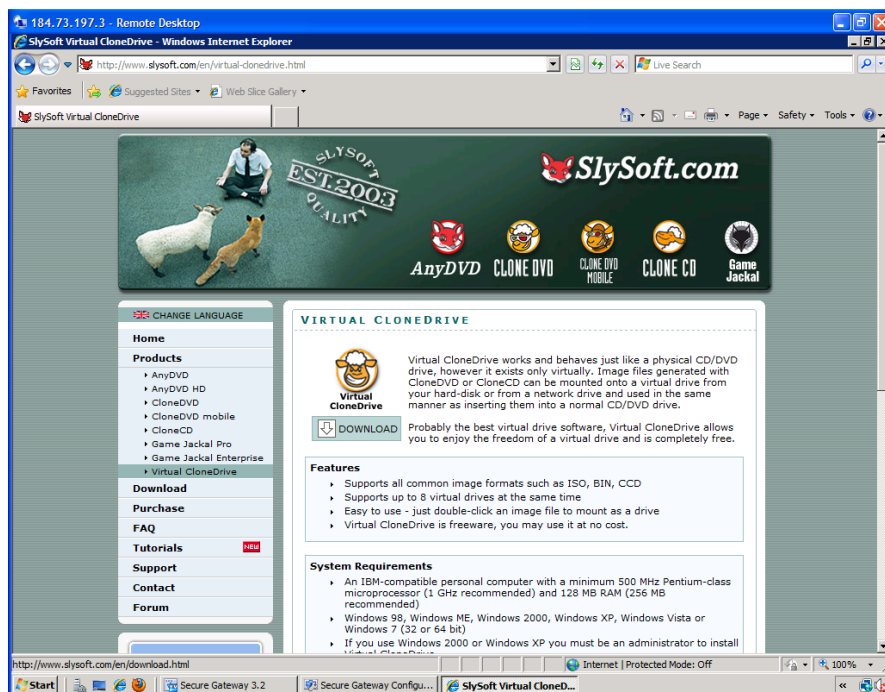 184.73.197.3 - Remote Desktop
SlySoft Virtual CloneDrive - Windows Internet Explorer
http://www.slysoft.com/en/virtual-clonedrive.html
Live Search
Favorites
Suggested Sites
Web Slice Gallery
SlySoft Virtual CloneDrive
Page
Safety
Tools
SLYSOFT
EST.2003
QUALITY
SlySoft.com
AnyDVD
CLONE DVD
CLONE DVD
MOBILE
CLONE CD
Game
Jackal
CHANGE LANGUAGE
Home
Products
AnyDVD
AnyDVD HD
CloneDVD
CloneDVD mobile
CloneCD
Game Jackal Pro
Game Jackal Enterprise
Virtual CloneDrive
Download
Purchase
FAQ
Tutorials NEW
Support
Contact
Forum
VIRTUAL CLONEDRIVE
Virtual
CloneDrive
DOWNLOAD
Virtual CloneDrive works and behaves just like a physical CD/DVD
drive, however it exists only virtually. Image files generated with
CloneDVD or CloneCD can be mounted onto a virtual drive from
your hard-disk or from a network drive and used in the same
manner as inserting them into a normal CD/DVD drive.
Probably the best virtual drive software, Virtual CloneDrive allows
you to enjoy the freedom of a virtual drive and is completely free.
Features
Supports all common image formats such as ISO, BIN, CCD
Supports up to 8 virtual drives at the same time
Easy to use - just double-click an image file to mount as a drive
Virtual CloneDrive is freeware, you may use it at no cost.
System Requirements
An IBM-compatible personal computer with a minimum 500 MHz Pentium-class
microprocessor (1 GHz recommended) and 128 MB RAM (256 MB
recommended)
Windows 98, Windows ME, Windows 2000, Windows XP, Windows Vista or
Windows 7 (32 or 64 bit)
If you use Windows 2000 or Windows XP you must be an administrator to install
Virtual CloneDrive
http://www.slysoft.com/en/download.html
Internet | Protected Mode: Off
100%
Start
Secure Gateway 3.2
Secure Gateway Configu...
SlySoft Virtual CloneD...